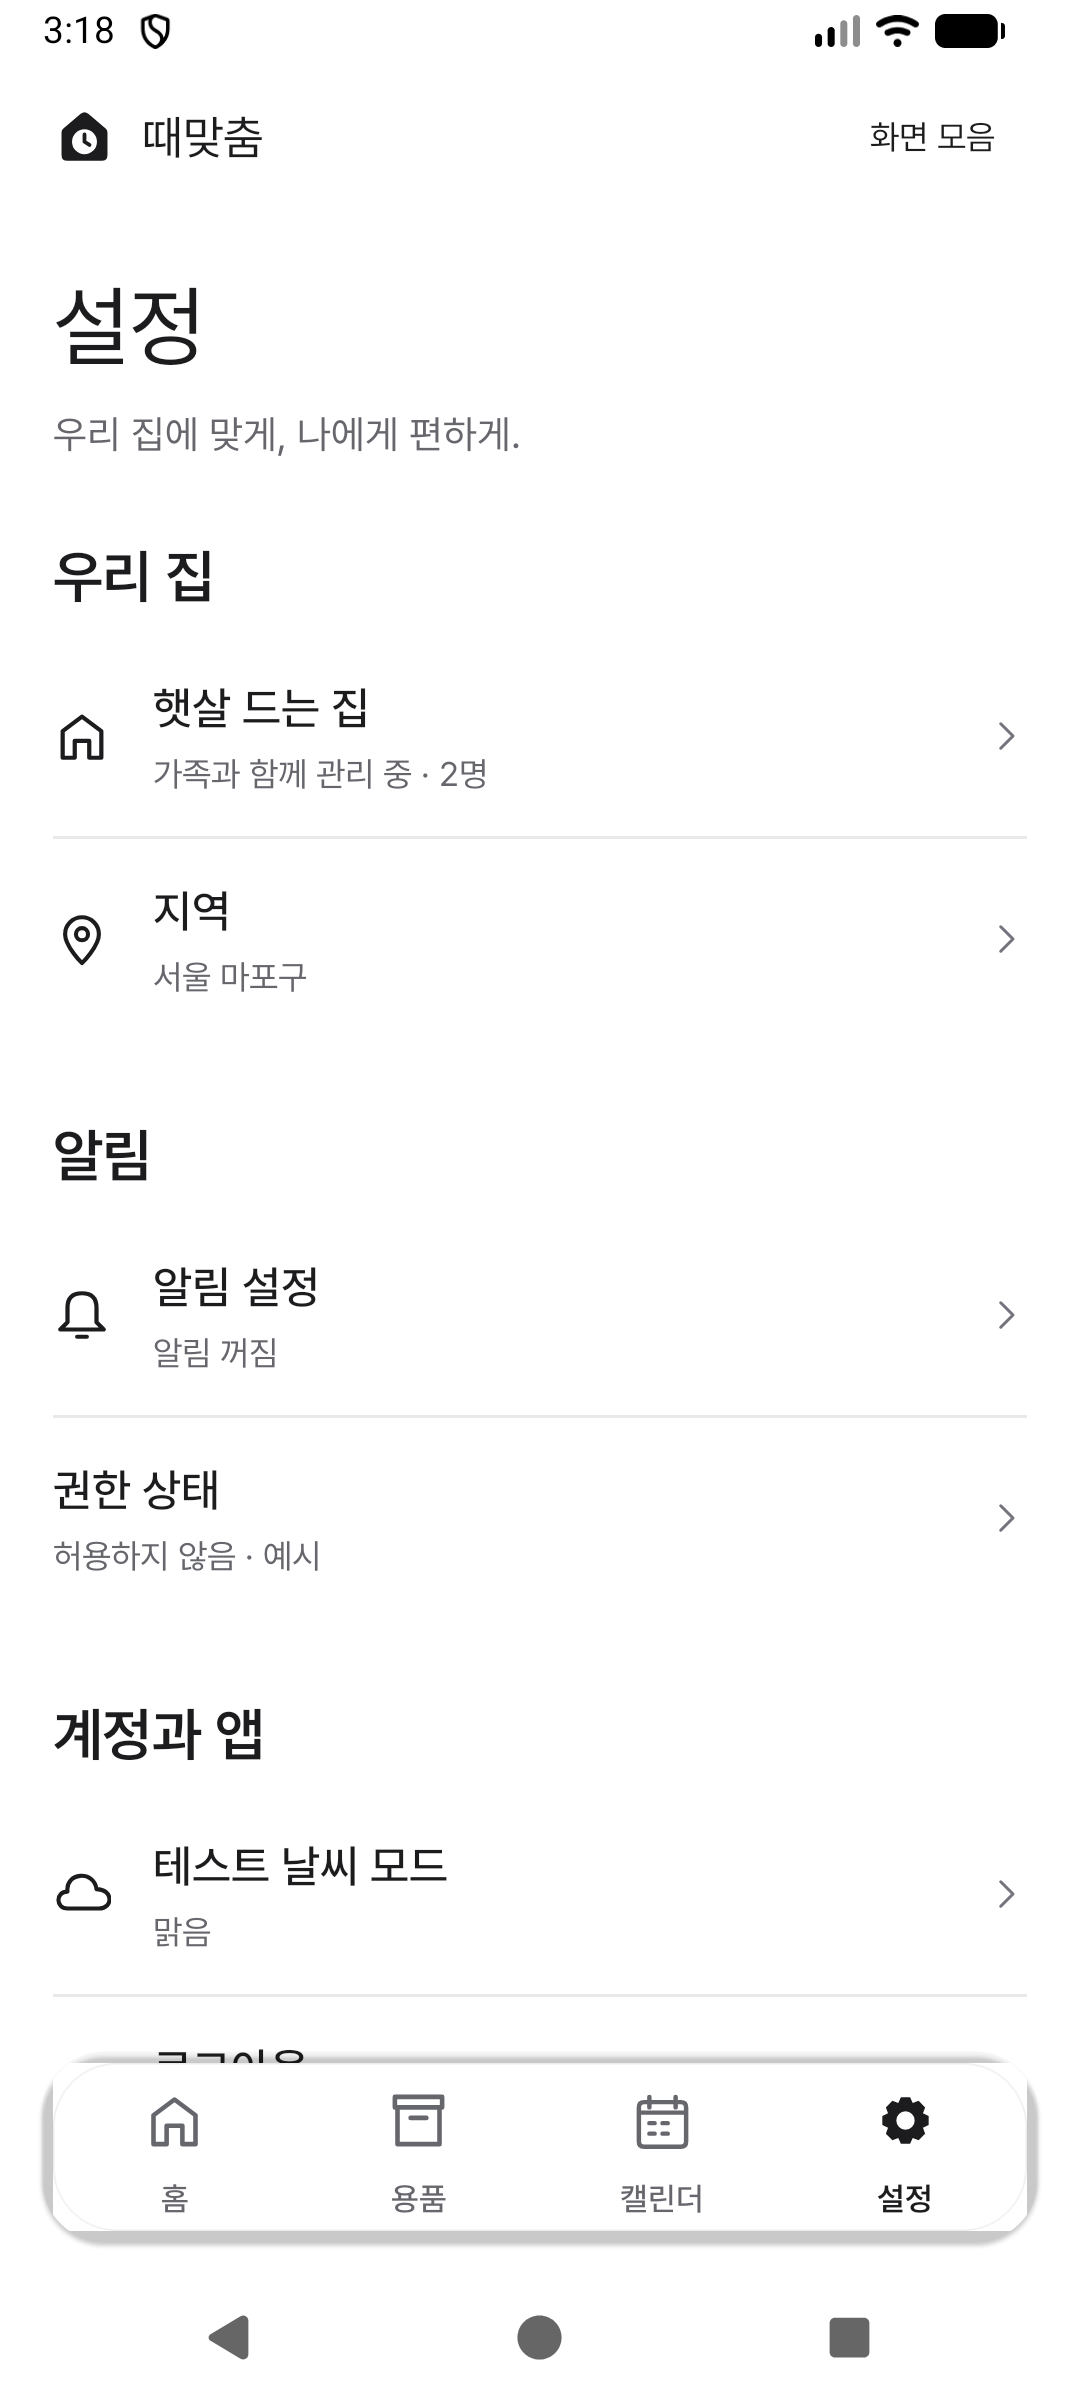 3:18
때맞춤
화면 모음
설정
우리 집에 맞게, 나에게 편하게.
우리 집
햇살 드는 집
가족과 함께 관리 중 · 2명
지역
서울 마포구
알림
알림 설정
알림 꺼짐
권한 상태
허용하지 않음 · 예시
계정과 앱
테스트 날씨 모드
맑음
홈
용품
캘린더
설정